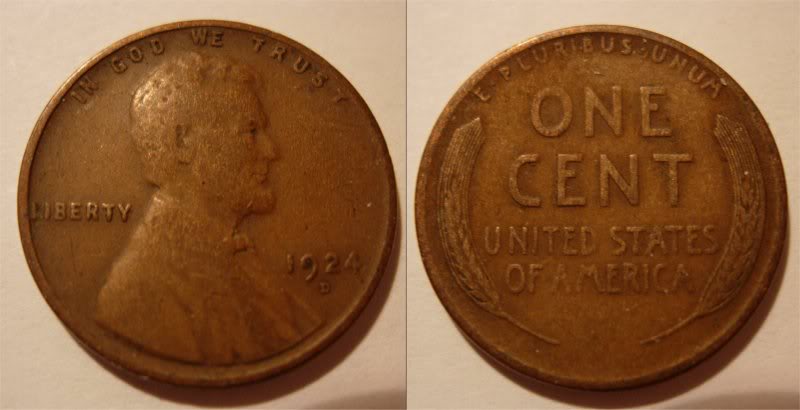 IN GOD WE TRUST
LIBERTY
1924
D
E·PLURIBUS·UNUM
ONE
CENT
UNITED STATES
OF AMERICA